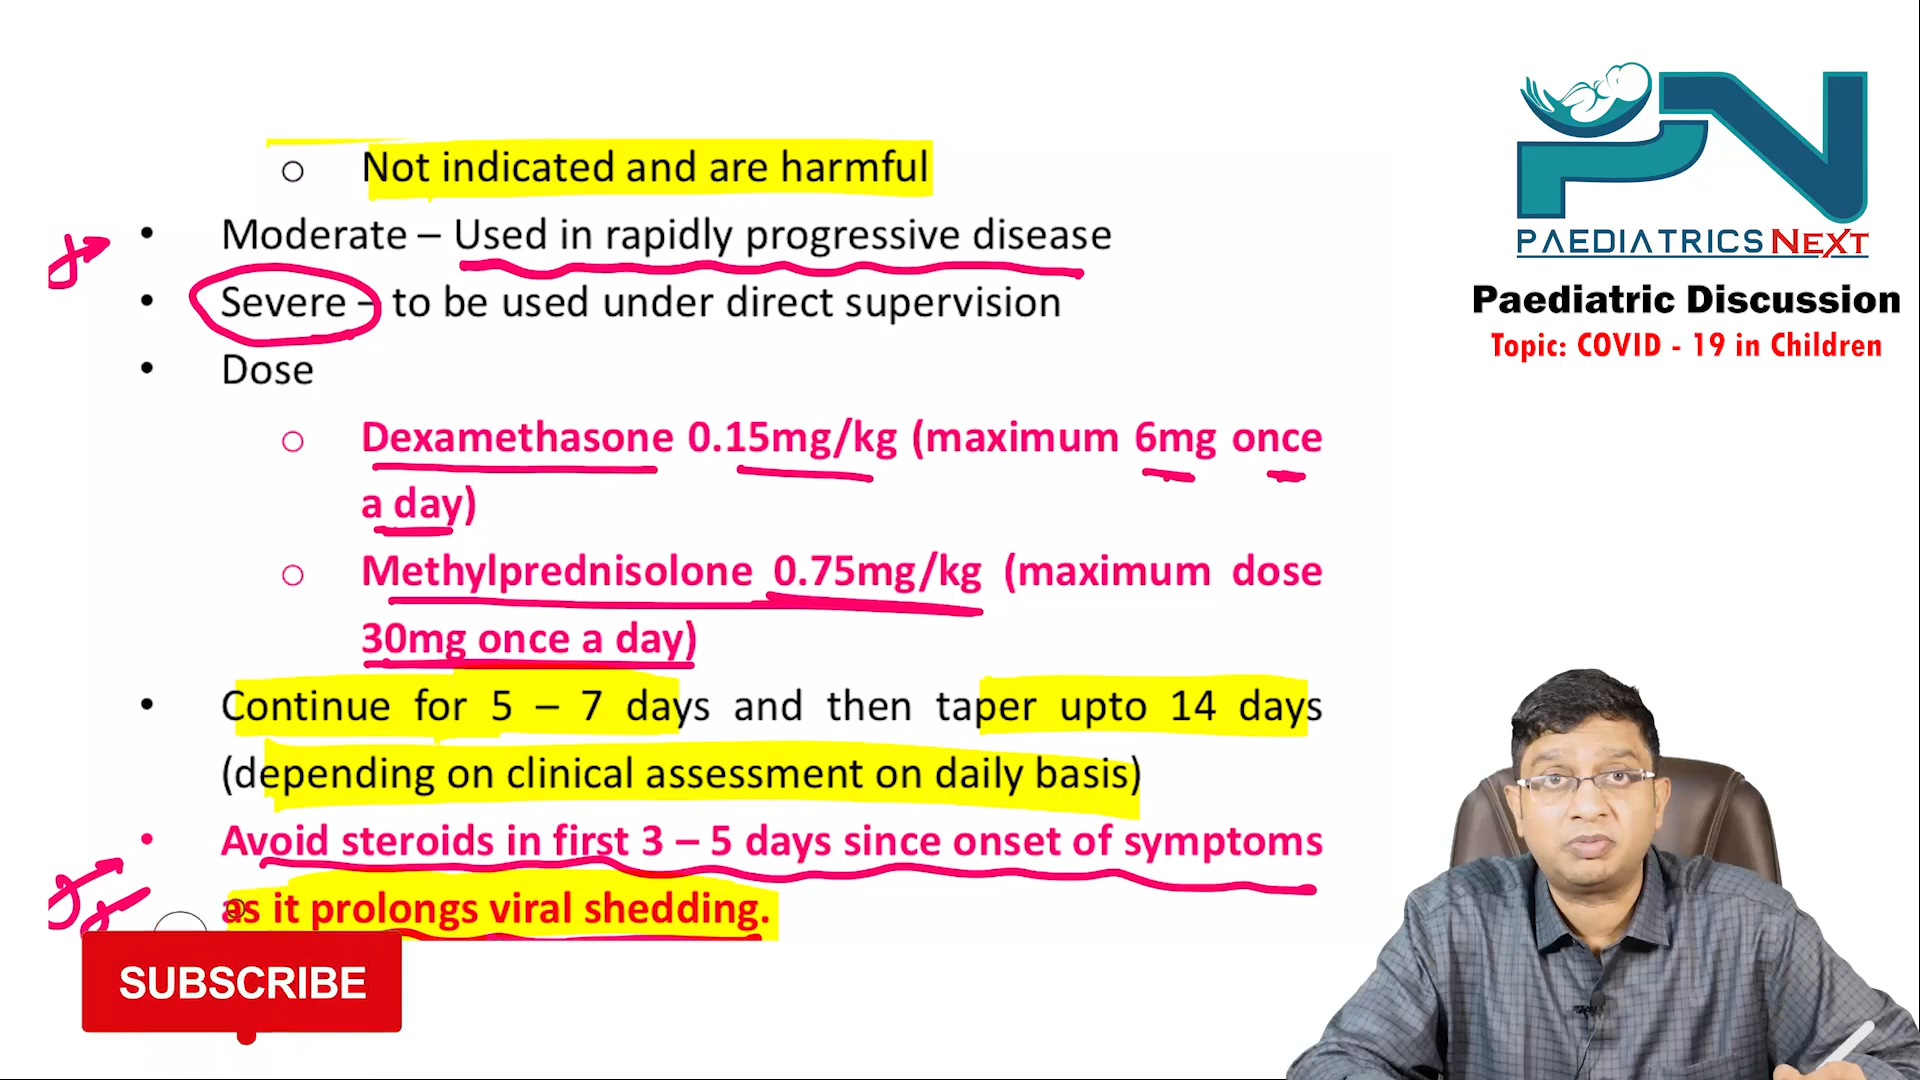 o Not indicated and are harmful
• Moderate – Used in rapidly progressive disease
• Severe – to be used under direct supervision
• Dose
o Dexamethasone 0.15mg/kg (maximum 6mg once
a day)
o Methylprednisolone 0.75mg/kg (maximum dose
30mg once a day)
• Continue for 5 – 7 days and then taper upto 14 days
(depending on clinical assessment on daily basis)
• Avoid steroids in first 3 – 5 days since onset of symptoms
as it prolongs viral shedding.
SUBSCRIBE
PN
PAEDIATRICS NEXT
Paediatric Discussion
Topic: COVID - 19 in Children